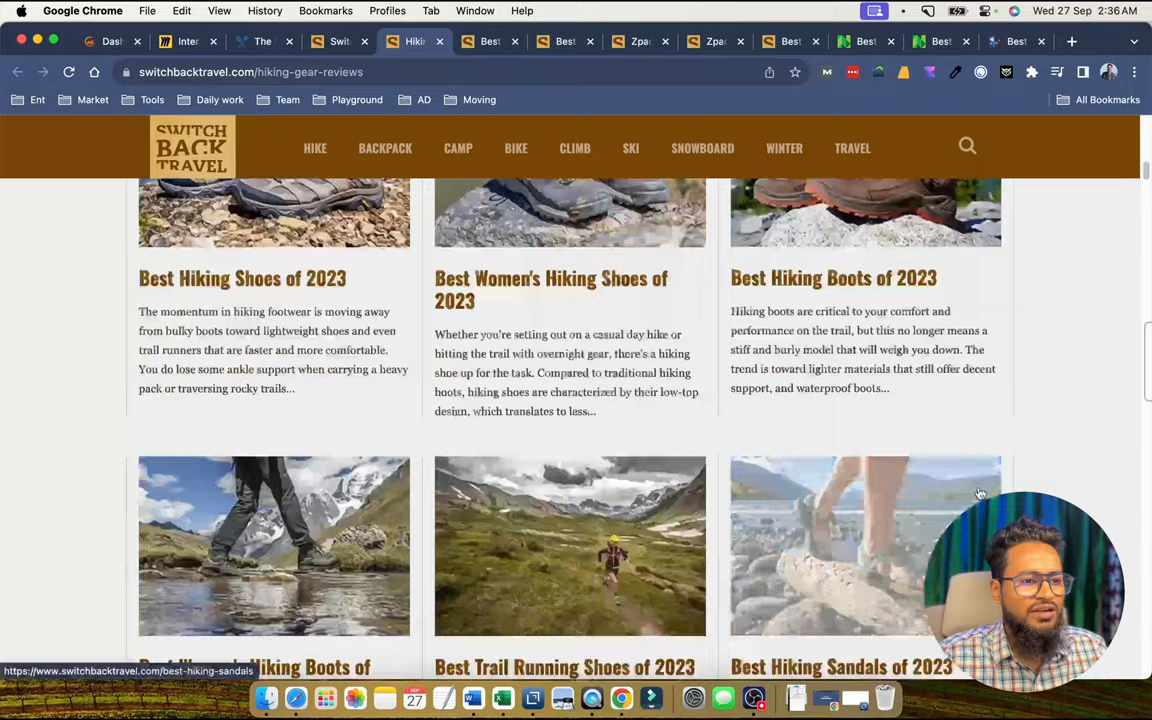 Google Chrome File Edit View History Bookmarks Profiles Tab Window Help Wed 27 Sep 2:36 AM
Dash Inter The Swit Hikin Best Best Zpac Zpac Best Best Best Best
switchbacktravel.com/hiking-gear-reviews
Ent Market Tools Daily work Team Playground AD Moving All Bookmarks
SWITCH
BACK
TRAVEL
HIKE BACKPACK CAMP BIKE CLIMB SKI SNOWBOARD WINTER TRAVEL
Best Hiking Shoes of 2023
The momentum in hiking footwear is moving away
from bulky boots toward lightweight shoes and even
trail runners that are faster and more comfortable.
You do lose some ankle support when carrying a heavy
pack or traversing rocky trails...
Best Women's Hiking Shoes of
2023
Whether you're setting out on a casual day hike or
hitting the trail with overnight gear, there's a hiking
shoe up for the task. Compared to traditional hiking
boots, hiking shoes are characterized by their low-top
design, which translates to less...
Best Hiking Boots of 2023
Hiking boots are critical to your comfort and
performance on the trail, but this no longer means a
stiff and burly model that will weigh you down. The
trend is toward lighter materials that still offer decent
support, and waterproof boots...
Best Women's Hiking Boots of
Best Trail Running Shoes of 2023
Best Hiking Sandals of 2023
https://www.switchbacktravel.com/best-hiking-sandals
SEP
27